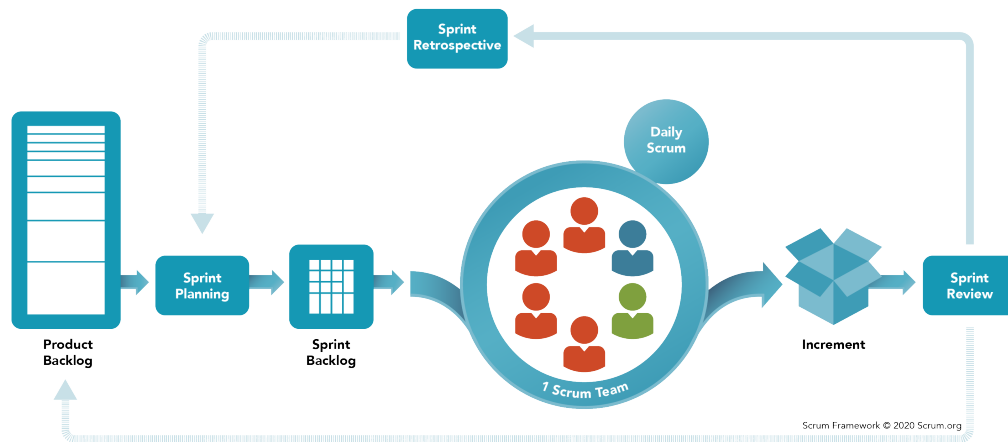 Sprint
Retrospective
Daily
Scrum
Sprint
Planning
Sprint
Review
Product
Backlog
Sprint
Backlog
1 Scrum Team
Increment
Scrum Framework © 2020 Scrum.org